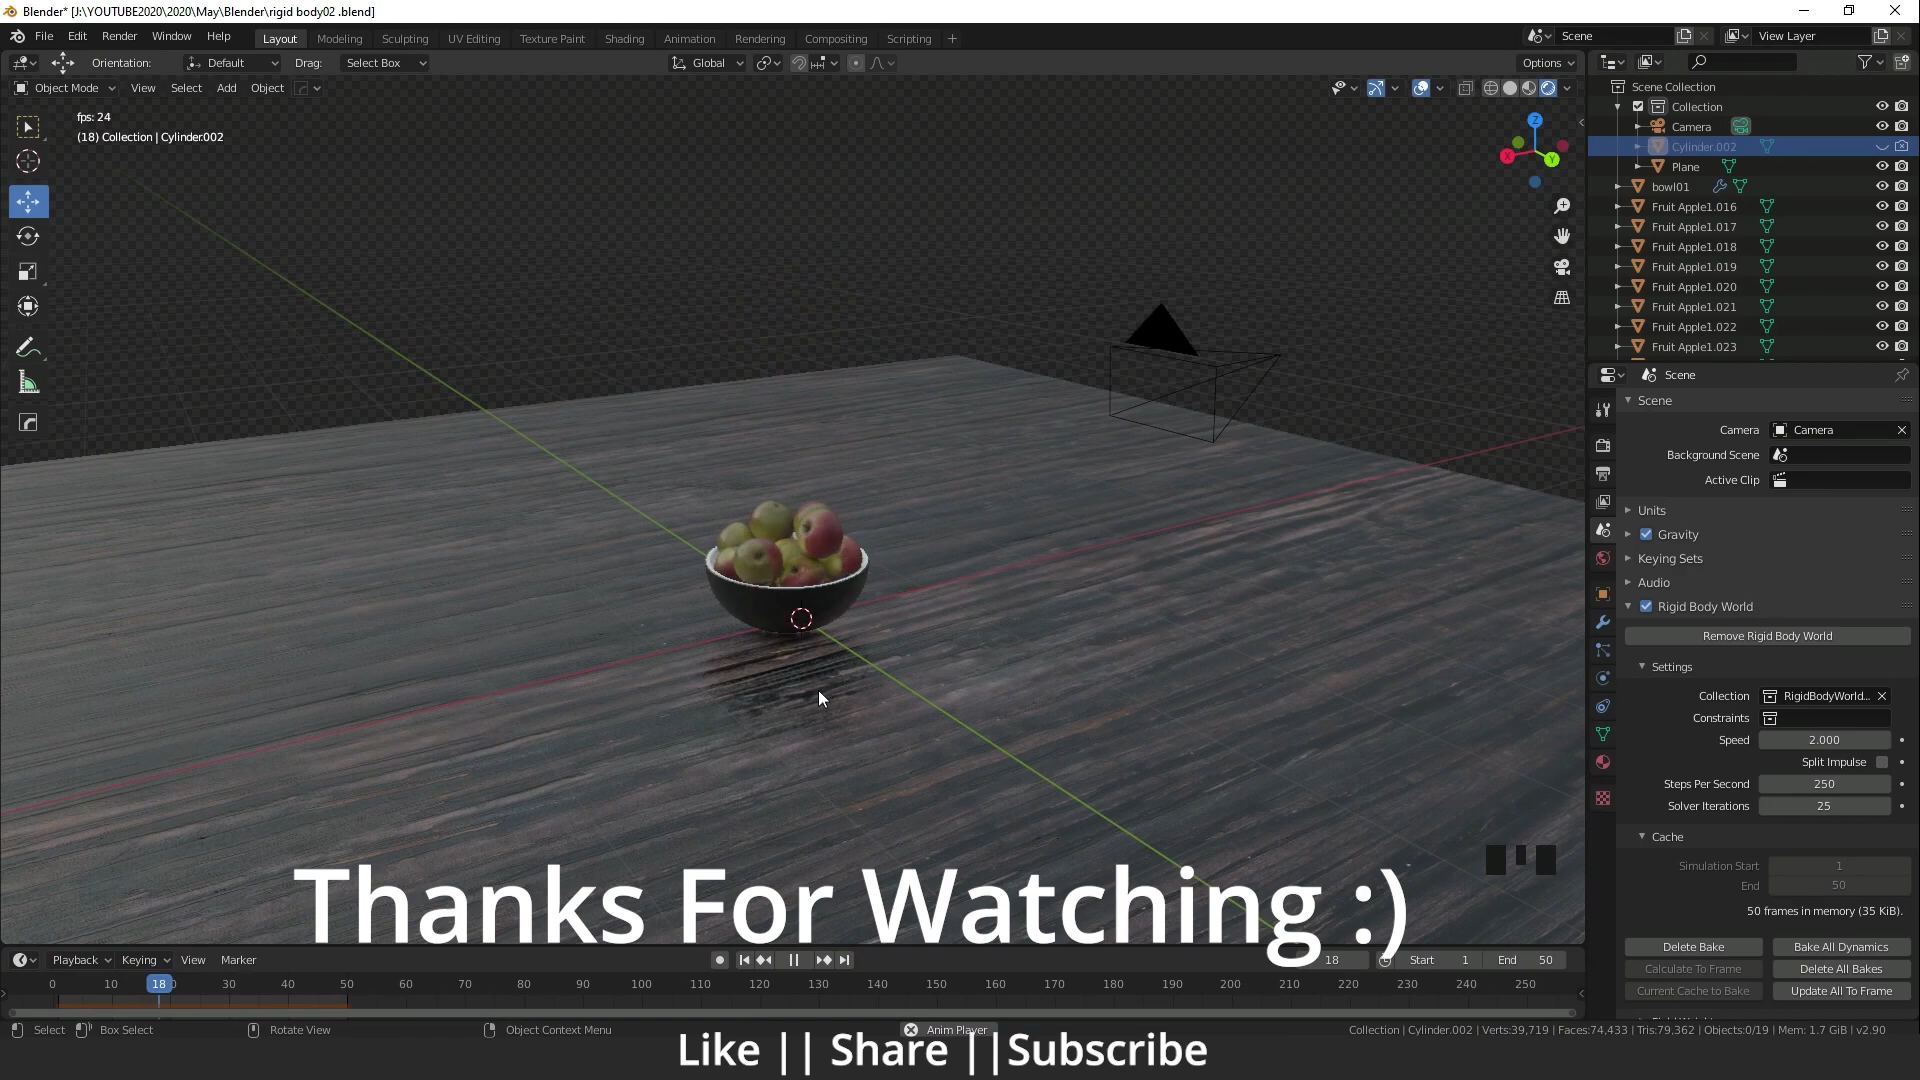 Blender* [J:\YOUTUBE2020\2020\May\Blender\rigid body02 .blend]
File Edit Render Window Help Layout Modeling Sculpting UV Editing Texture Paint Shading Animation Rendering Compositing Scripting + Scene View Layer
Orientation: Default Drag: Select Box Global Options
Object Mode View Select Add Object
fps: 24
(18) Collection | Cylinder.002
Z
X
Y
Scene Collection
Collection
Camera
Cylinder.002
Plane
bowl01
Fruit Apple1.016
Fruit Apple1.017
Fruit Apple1.018
Fruit Apple1.019
Fruit Apple1.020
Fruit Apple1.021
Fruit Apple1.022
Fruit Apple1.023
Scene
Scene
Camera Camera
Background Scene
Active Clip
Units
Gravity
Keying Sets
Audio
Rigid Body World
Remove Rigid Body World
Settings
Collection RigidBodyWorld...
Constraints
Speed 2.000
Split Impulse
Steps Per Second 250
Solver Iterations 25
Cache
Simulation Start 1
End 50
50 frames in memory (35 KiB).
Delete Bake Bake All Dynamics
Calculate To Frame Delete All Bakes
Current Cache to Bake Update All To Frame
Thanks For Watching :)
Playback Keying View Marker 18 Start 1 End 50
0 10 18 30 40 50 60 70 80 90 100 110 120 130 140 150 160 170 180 190 200 210 220 230 240 250
Select Box Select Rotate View Object Context Menu Anim Player Collection | Cylinder.002 | Verts:39,719 | Faces:74,433 | Tris:79,362 | Objects:0/19 | Mem: 1.7 GiB | v2.90
Like || Share ||Subscribe